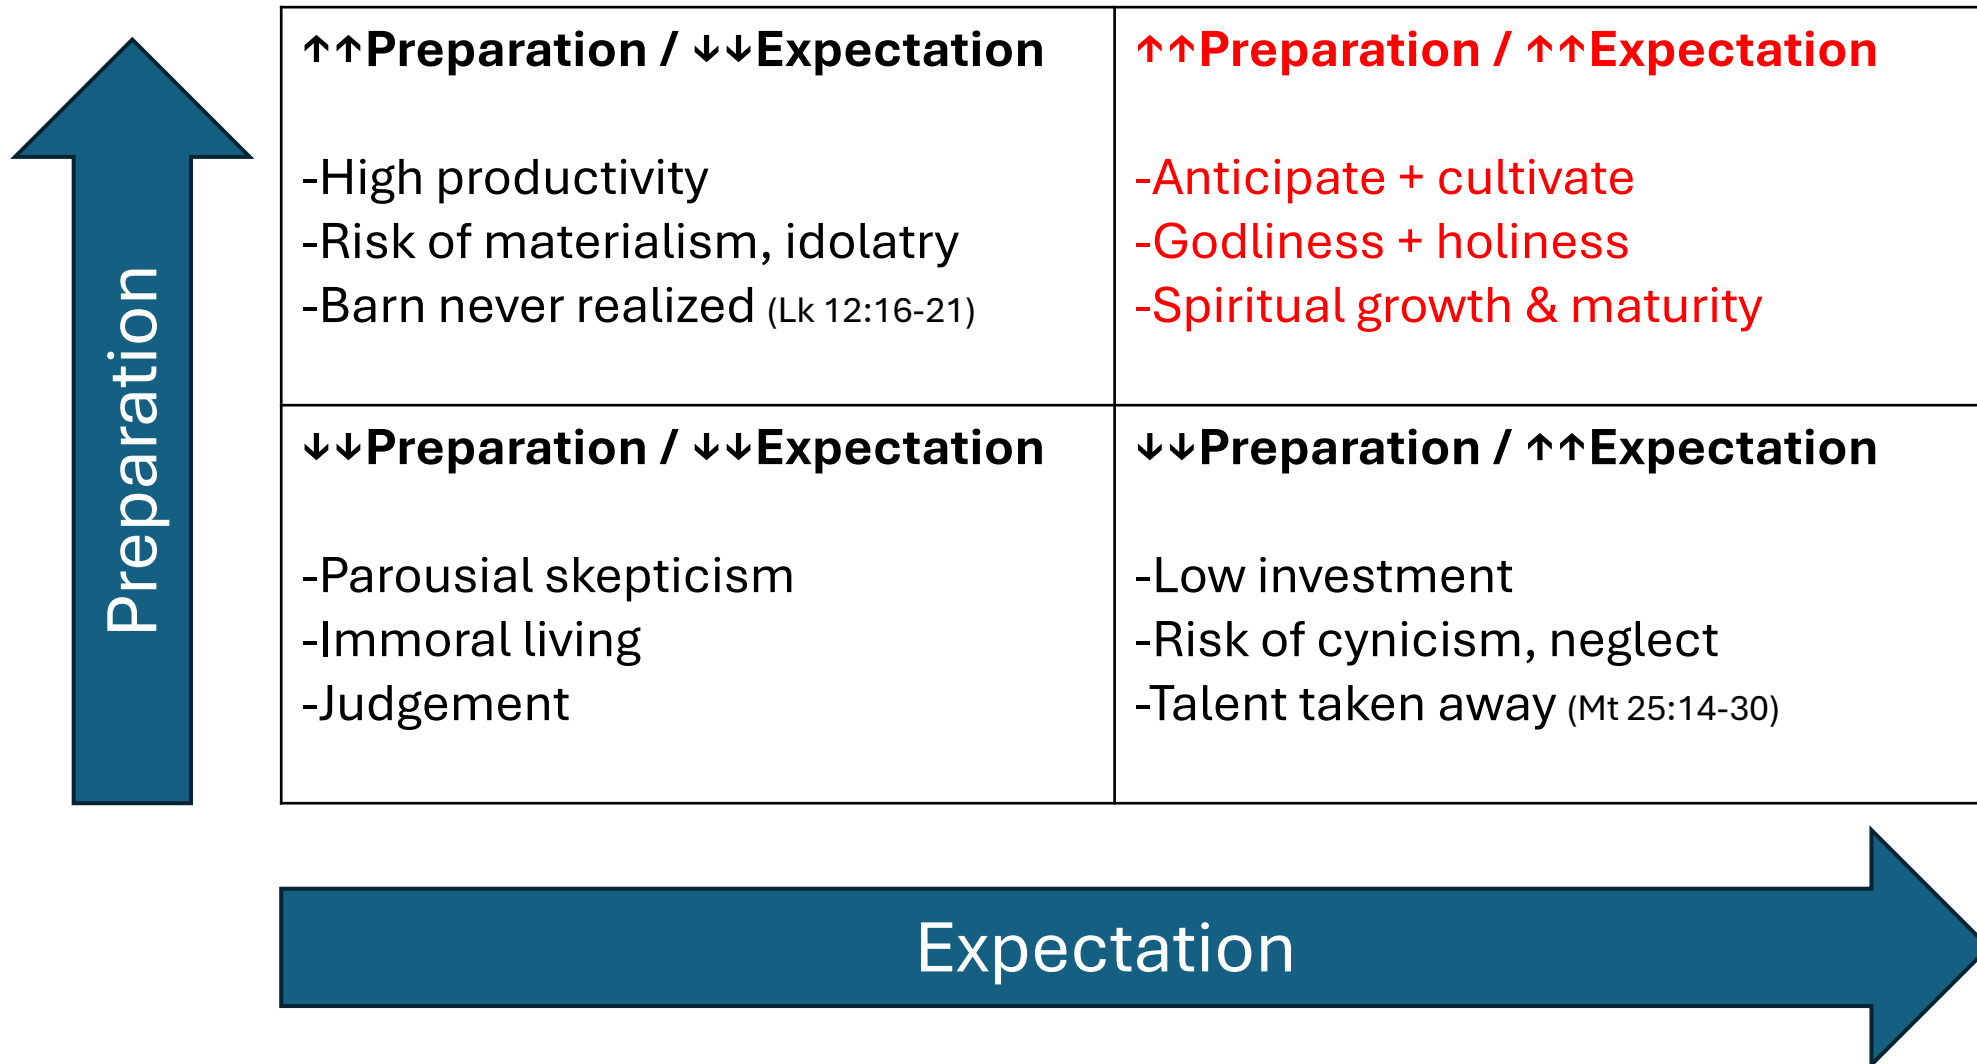 Preparation
↑↑Preparation / ↓↓Expectation
-High productivity
-Risk of materialism, idolatry
-Barn never realized (Lk 12:16-21)
↑↑Preparation / ↑↑Expectation
-Anticipate + cultivate
-Godliness + holiness
-Spiritual growth & maturity
↓↓Preparation / ↓↓Expectation
-Parousial skepticism
-Immoral living
-Judgement
↓↓Preparation / ↑↑Expectation
-Low investment
-Risk of cynicism, neglect
-Talent taken away (Mt 25:14-30)
Expectation